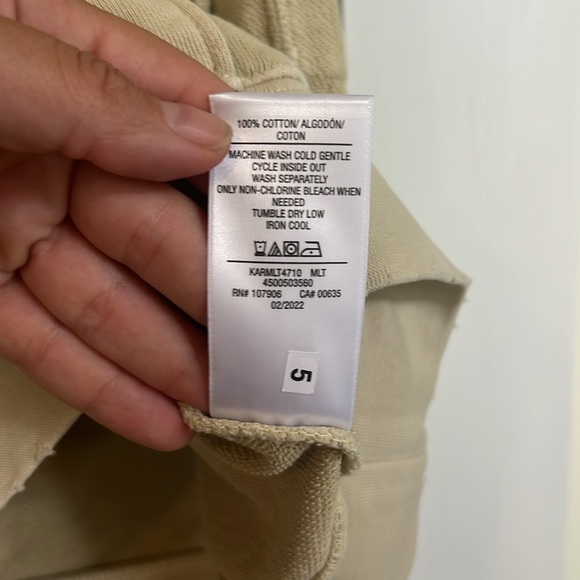 100% COTTON/ ALGODÓN/
COTON
MACHINE WASH COLD GENTLE
CYCLE INSIDE OUT
WASH SEPARATELY
ONLY NON-CHLORINE BLEACH WHEN
NEEDED
TUMBLE DRY LOW
IRON COOL
KARMLT4710 MLT
4500503560
RN# 107906 CA# 00635
02/2022
5